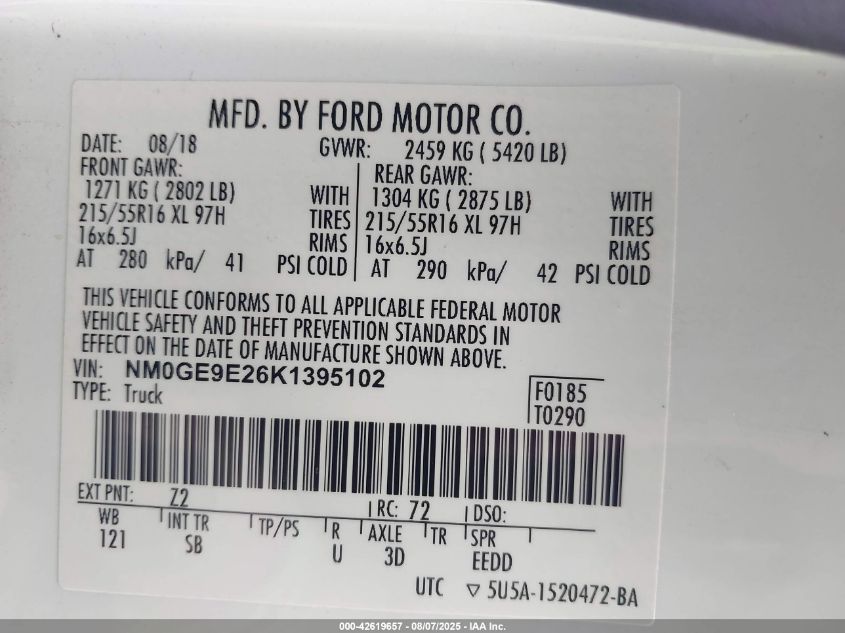 MFD. BY FORD MOTOR CO.
DATE: 08/18 GVWR: 2459 KG ( 5420 LB)
FRONT GAWR: REAR GAWR:
1271 KG ( 2802 LB) WITH 1304 KG ( 2875 LB) WITH
215/55R16 XL 97H TIRES 215/55R16 XL 97H TIRES
16x6.5J RIMS 16x6.5J RIMS
AT 280 kPa/ 41 PSI COLD AT 290 kPa/ 42 PSI COLD
THIS VEHICLE CONFORMS TO ALL APPLICABLE FEDERAL MOTOR
VEHICLE SAFETY AND THEFT PREVENTION STANDARDS IN
EFFECT ON THE DATE OF MANUFACTURE SHOWN ABOVE.
VIN: NM0GE9E26K1395102
TYPE: Truck
F0185
T0290
EXT PNT: Z2 RC: 72 DSO:
WB INT TR TP/PS R AXLE TR SPR
121 SB U 3D EEDD
UTC ▽ 5U5A-1520472-BA
000-42619657 - 08/07/2025 - IAA Inc.